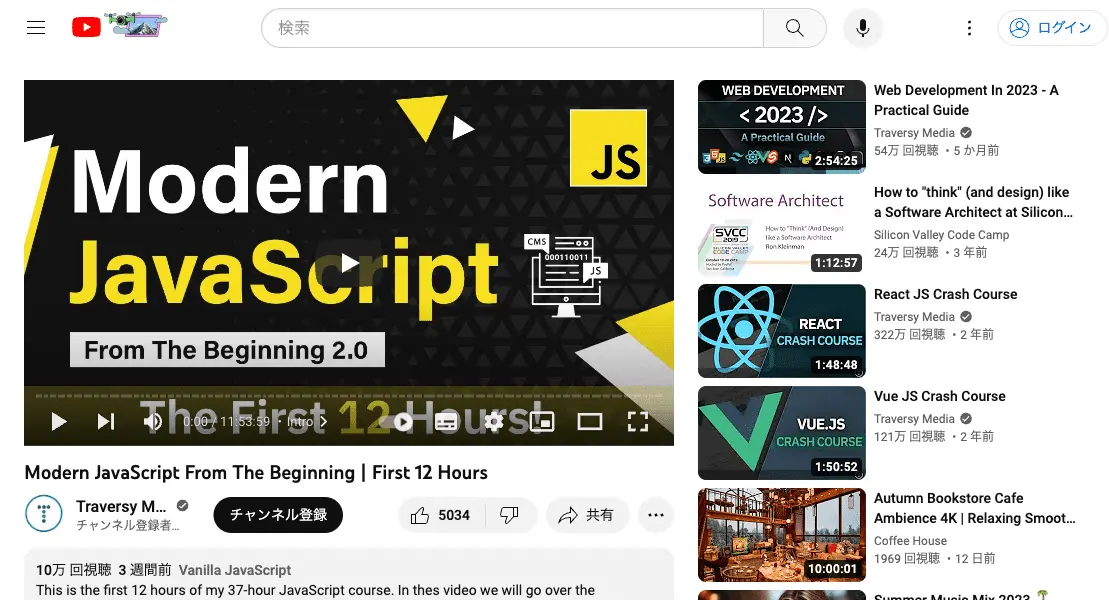 検索
ログイン
Modern
JavaScript
From The Beginning 2.0
The First 12 Hours!
JS
CMS
000110011
JS
0:00 / 11:53:59 • Intro
Modern JavaScript From The Beginning | First 12 Hours
Traversy M...
チャンネル登録者...
チャンネル登録
5034
共有
10万 回視聴 3 週間前 Vanilla JavaScript
This is the first 12 hours of my 37-hour JavaScript course. In thes video we will go over the
WEB DEVELOPMENT
< 2023 />
A Practical Guide
2:54:25
Web Development In 2023 - A
Practical Guide
Traversy Media
54万 回視聴 • 5 か月前
Software Architect
SVCC
2019
SILICON VALLEY
CODE CAMP
How to "Think" (And Design)
like a Software Architect
Ron Kleinman
1:12:57
How to "think" (and design) like
a Software Architect at Silicon...
Silicon Valley Code Camp
24万 回視聴 • 3 年前
REACT
CRASH COURSE
1:48:48
React JS Crash Course
Traversy Media
322万 回視聴 • 2 年前
VUE.JS
CRASH COURSE
1:50:52
Vue JS Crash Course
Traversy Media
121万 回視聴 • 2 年前
10:00:01
Autumn Bookstore Cafe
Ambience 4K | Relaxing Smoot...
Coffee House
1969 回視聴 • 12 日前
Summer Music Mix 2023